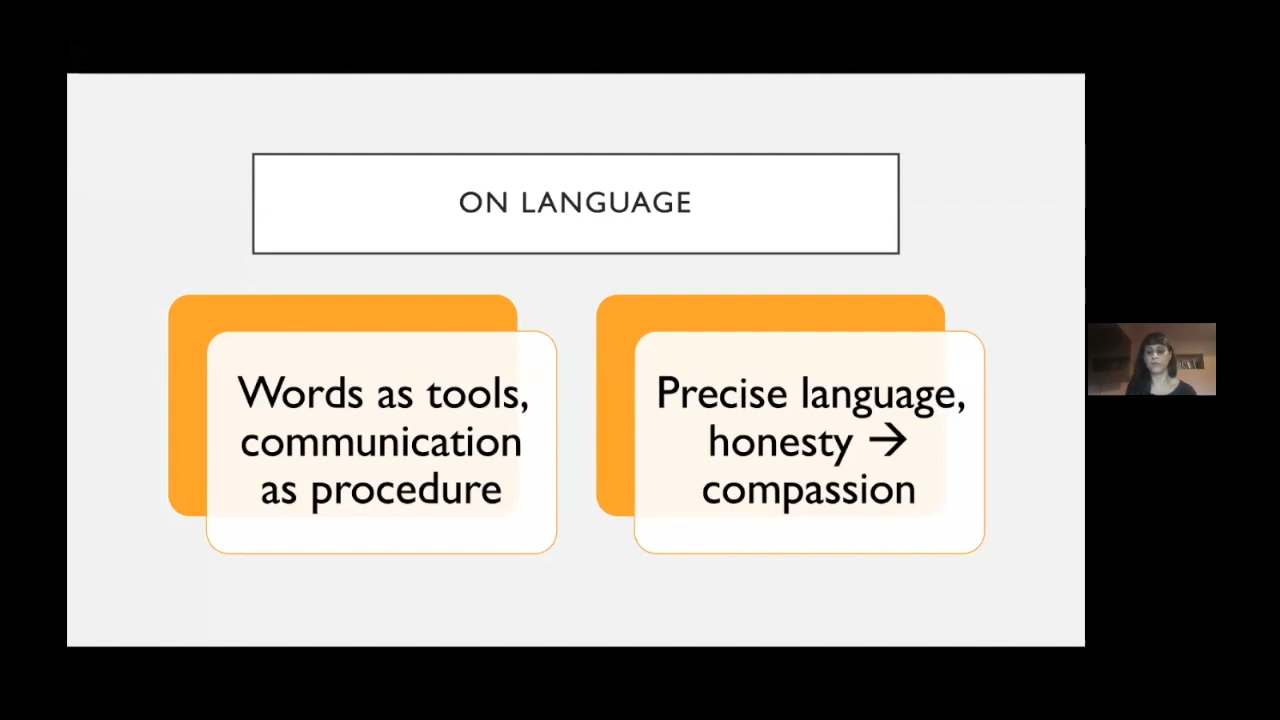 ON LANGUAGE
Words as tools,
communication
as procedure
Precise language,
honesty →
compassion